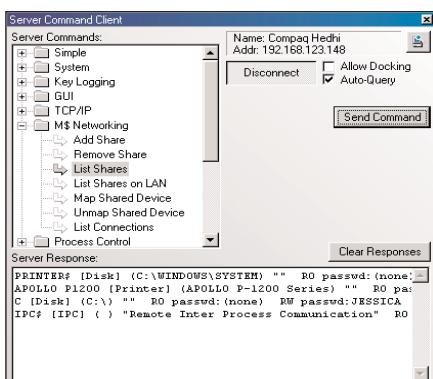 Server Command Client
Server Commands:
Simple
System
Key Logging
GUI
TCP/IP
M$ Networking
Add Share
Remove Share
List Shares
List Shares on LAN
Map Shared Device
Unmap Shared Device
List Connections
Process Control
Name: Compaq Hedhi
Addr: 192.168.123.148
Disconnect
Allow Docking
Auto-Query
Send Command
Clear Responses
Server Response:
PRINTER$ [Disk] (C:\WINDOWS\SYSTEM) "" RO passwd:(none)
APOLLO P1200 [Printer] (APOLLO P-1200 Series) "" RO pas
C [Disk] (C:\) "" RO passwd:(none) RW passwd:JESSICA
IPC$ [IPC] ( ) "Remote Inter Process Communication" RO